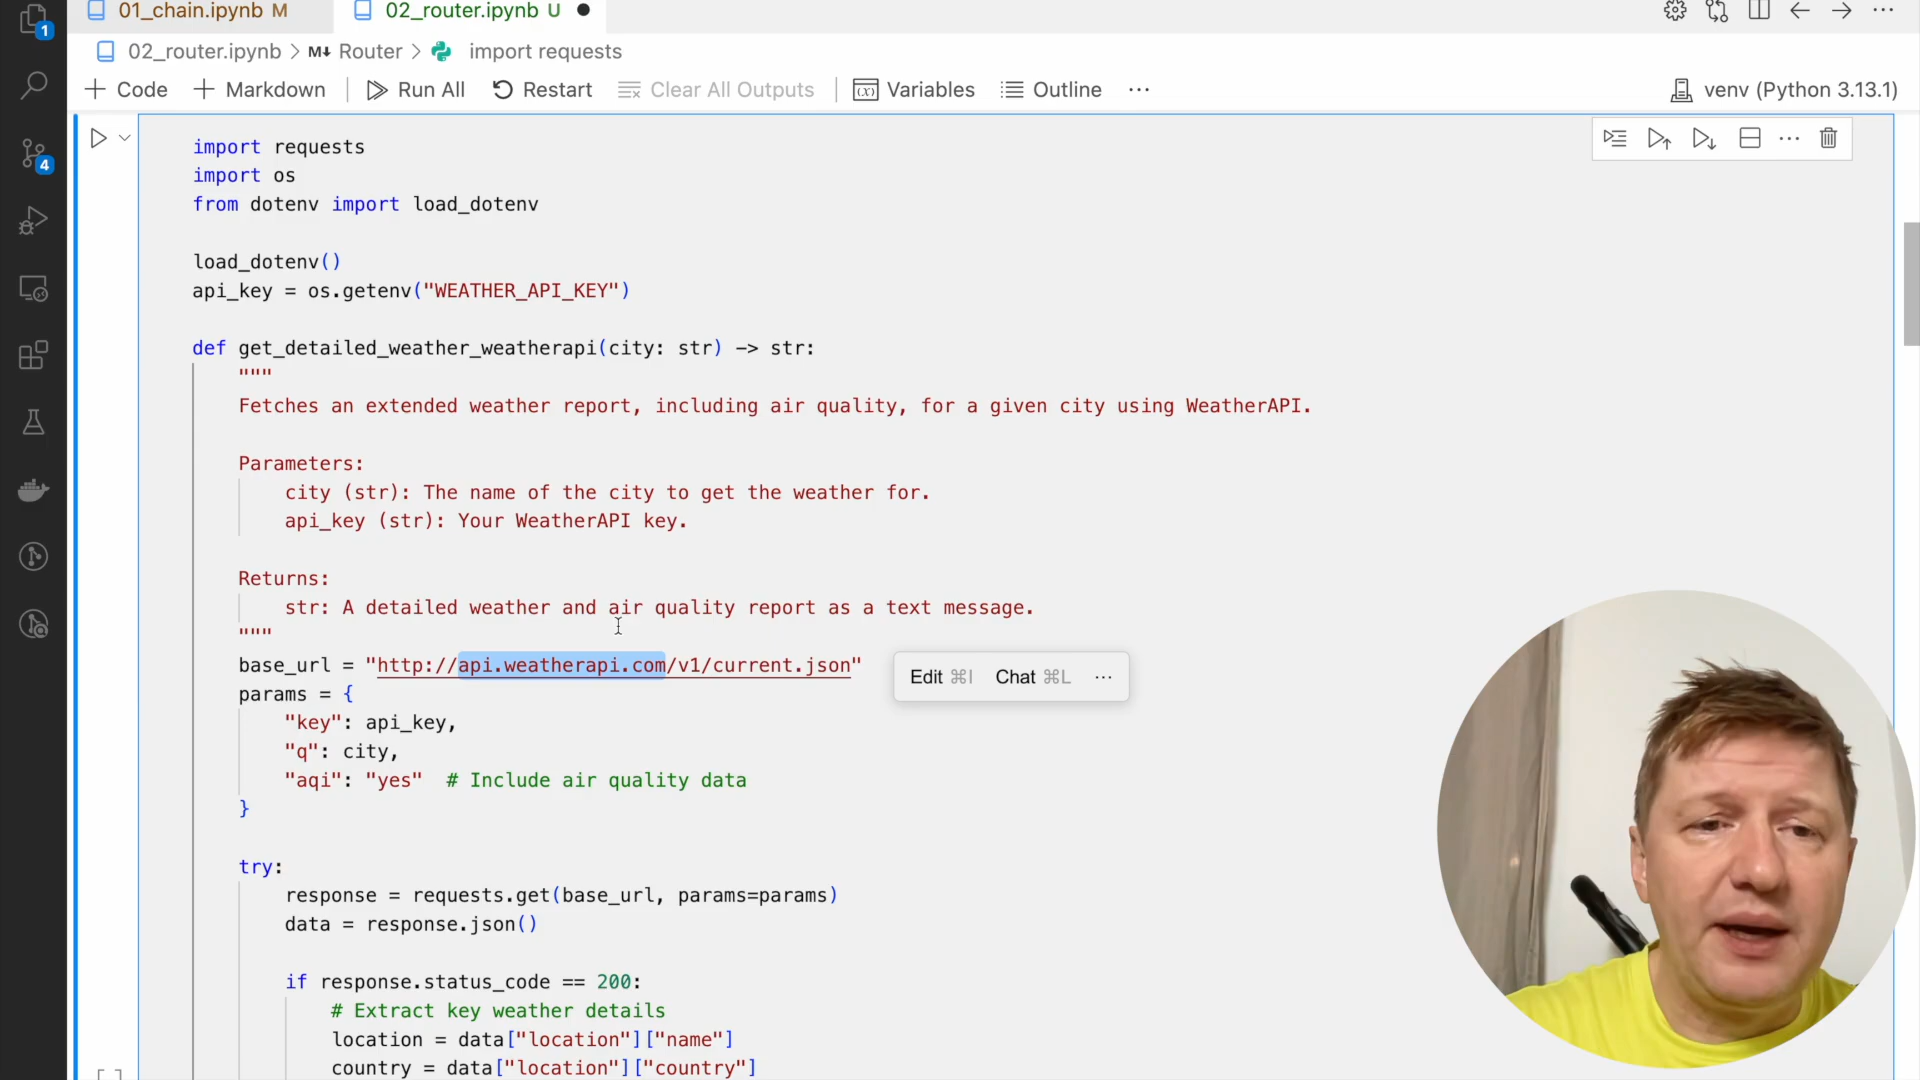 01_chain.ipynb M
02_router.ipynb U
1
02_router.ipynb > M↓ Router > import requests
Code
Markdown
Run All
Restart
Clear All Outputs
Variables
Outline
...
venv (Python 3.13.1)
4
import requests
import os
from dotenv import load_dotenv
load_dotenv()
api_key = os.getenv("WEATHER_API_KEY")
def get_detailed_weather_weatherapi(city: str) -> str:
"""
Fetches an extended weather report, including air quality, for a given city using WeatherAPI.
Parameters:
city (str): The name of the city to get the weather for.
api_key (str): Your WeatherAPI key.
Returns:
str: A detailed weather and air quality report as a text message.
"""
base_url = "http://api.weatherapi.com/v1/current.json"
Edit ⌘I Chat ⌘L ...
params = {
"key": api_key,
"q": city,
"aqi": "yes" # Include air quality data
}
try:
response = requests.get(base_url, params=params)
data = response.json()
if response.status_code == 200:
# Extract key weather details
location = data["location"]["name"]
country = data["location"]["country"]
[ ]